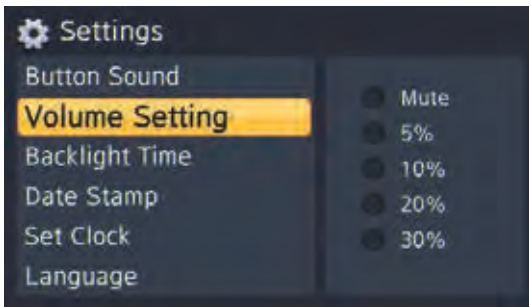 Settings
Button Sound
Volume Setting
Backlight Time
Date Stamp
Set Clock
Language
Mute
5%
10%
20%
30%